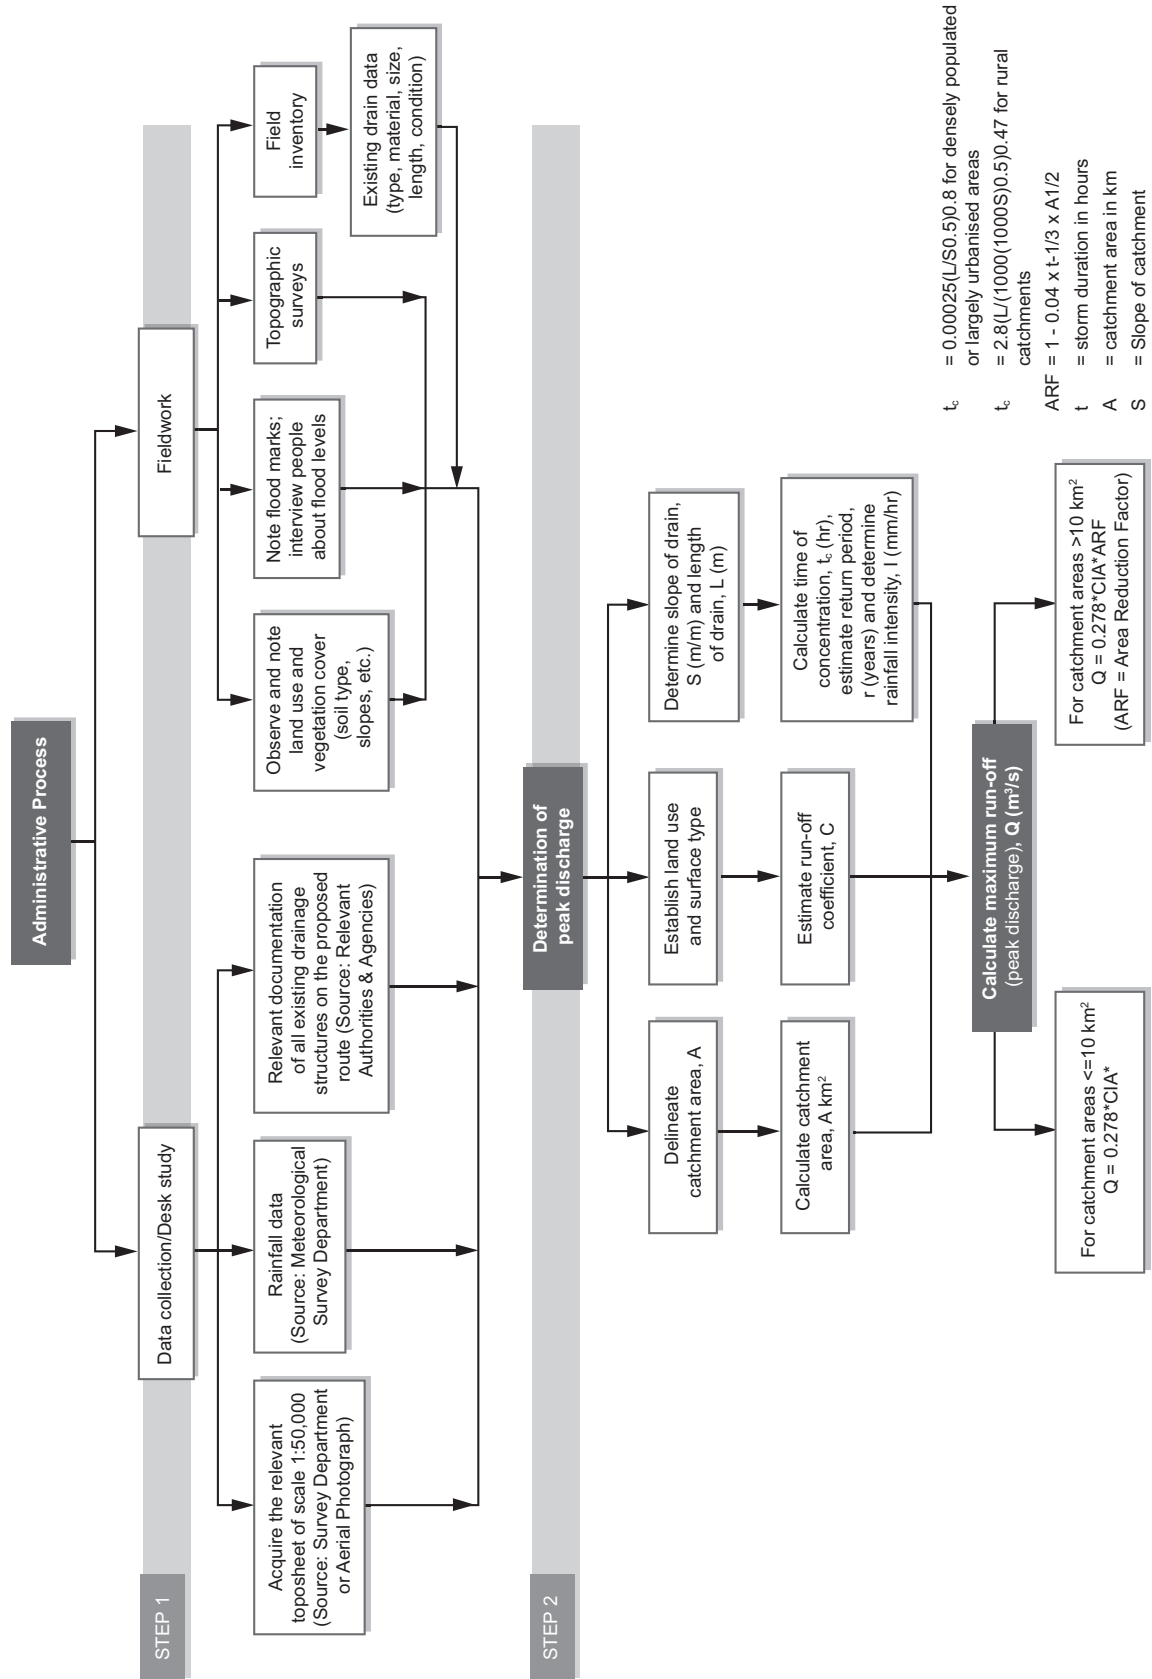 Administrative Process
STEP 1
Data collection/Desk study
Fieldwork
Acquire the relevant
toposheet of scale 1:50,000
(Source: Survey Department
or Aerial Photograph)
Rainfall data
(Source: Meteorological
Survey Department)
Relevant documentation
of all existing drainage
structures on the proposed
route (Source: Relevant
Authorities & Agencies)
Observe and note
land use and
vegetation cover
(soil type,
slopes, etc.)
Note flood marks;
interview people
about flood levels
Topographic
surveys
Field
inventory
Existing drain data
(type, material, size,
length, condition)
STEP 2
Determination of
peak discharge
Delineate
catchment area, A
Establish land use
and surface type
Determine slope of drain,
S (m/m) and length
of drain, L (m)
Calculate catchment
area, A km²
Estimate run-off
coefficient, C
Calculate time of
concentration, tc (hr),
estimate return period,
r (years) and determine
rainfall intensity, I (mm/hr)
Calculate maximum run-off
(peak discharge), Q (m³/s)
For catchment areas <=10 km²
Q = 0.278*CIA*
For catchment areas >10 km²
Q = 0.278*CIA*ARF
(ARF = Area Reduction Factor)
tc = 0.00025(L/S0.5)0.8 for densely populated
or largely urbanised areas
tc = 2.8(L/(1000(1000S)0.5)0.47 for rural
catchments
ARF = 1 - 0.04 x t-1/3 x A1/2
t = storm duration in hours
A = catchment area in km
S = Slope of catchment